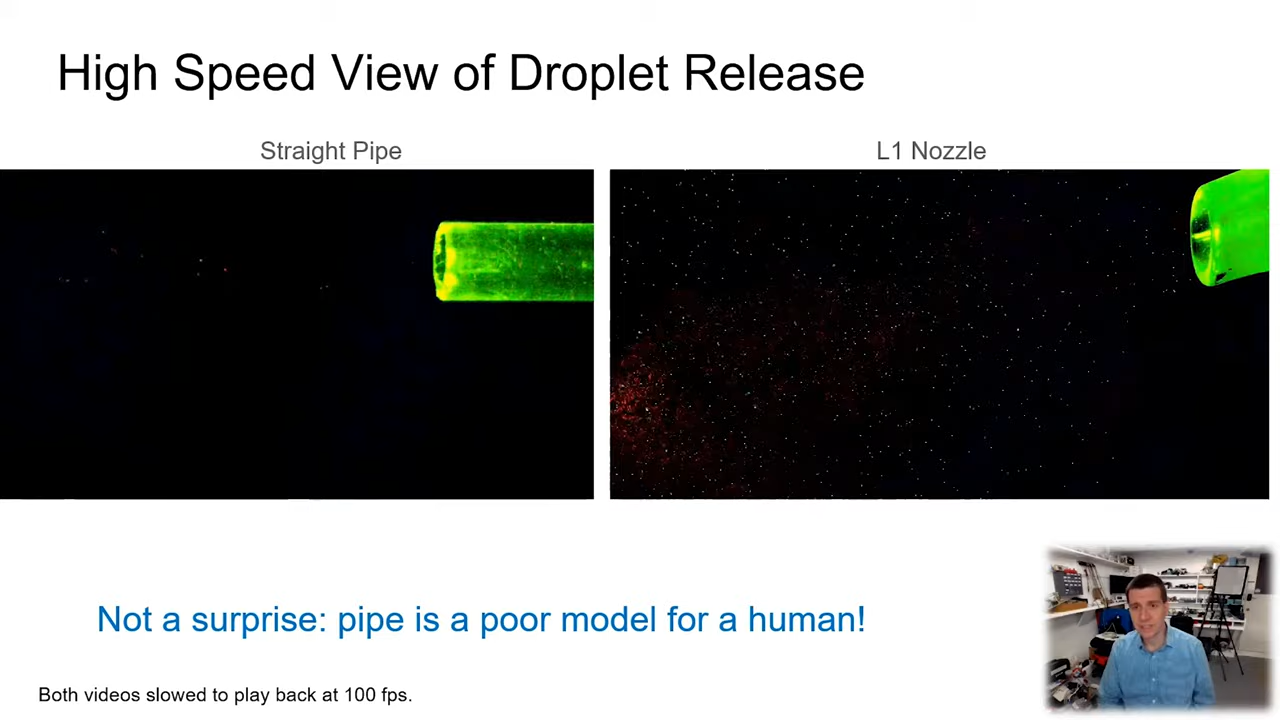 High Speed View of Droplet Release
Straight Pipe
L1 Nozzle
Not a surprise: pipe is a poor model for a human!
Both videos slowed to play back at 100 fps.